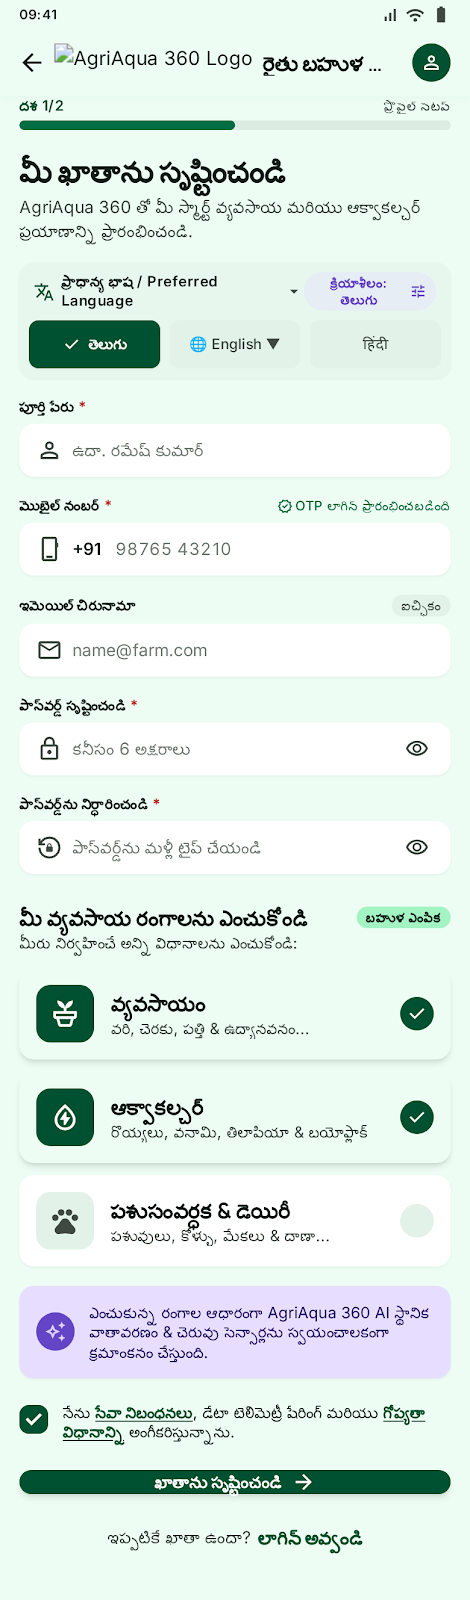 09:41
AgriAqua 360 Logo రైతు బహుళ ...
దశ 1/2
ప్రొఫైల్ సెటప్
మీ ఖాతాను సృష్టించండి
AgriAqua 360 తో మీ స్మార్ట్ వ్యవసాయ మరియు ఆక్వాకల్చర్
ప్రయాణాన్ని ప్రారంభించండి.
ప్రాధాన్య భాష / Preferred
Language
క్రియాశీలం:
తెలుగు
తెలుగు
🌐 English ▼
हिंदी
పూర్తి పేరు *
ఉదా. రమేష్ కుమార్
మొబైల్ నంబర్ *
OTP లాగిన్ ప్రారంభించబడింది
+91 98765 43210
ఇమెయిల్ చిరునామా
ఐచ్ఛికం
name@farm.com
పాస్‌వర్డ్ సృష్టించండి *
కనీసం 6 అక్షరాలు
పాస్‌వర్డ్‌ను నిర్ధారించండి *
పాస్‌వర్డ్‌ను మళ్లీ టైప్ చేయండి
మీ వ్యవసాయ రంగాలను ఎంచుకోండి
బహుళ ఎంపిక
మీరు నిర్వహించే అన్ని విధానాలను ఎంచుకోండి:
వ్యవసాయం
వరి, చెరకు, పత్తి & ఉద్యానవనం...
ఆక్వాకల్చర్
రొయ్యలు, వనామి, తిలాపియా & బయోఫ్లాక్
పశుసంవర్ధక & డెయిరీ
పశువులు, కోళ్ళు, మేకలు & దాణా...
ఎంచుకున్న రంగాల ఆధారంగా AgriAqua 360 AI స్థానిక
వాతావరణం & చెరువు సెన్సార్లను స్వయంచాలకంగా
క్రమాంకనం చేస్తుంది.
నేను సేవా నిబంధనలు, డేటా టెలిమెట్రీ షేరింగ్ మరియు గోప్యతా
విధానాన్ని అంగీకరిస్తున్నాను.
ఖాతాను సృష్టించండి →
ఇప్పటికే ఖాతా ఉందా? లాగిన్ అవ్వండి